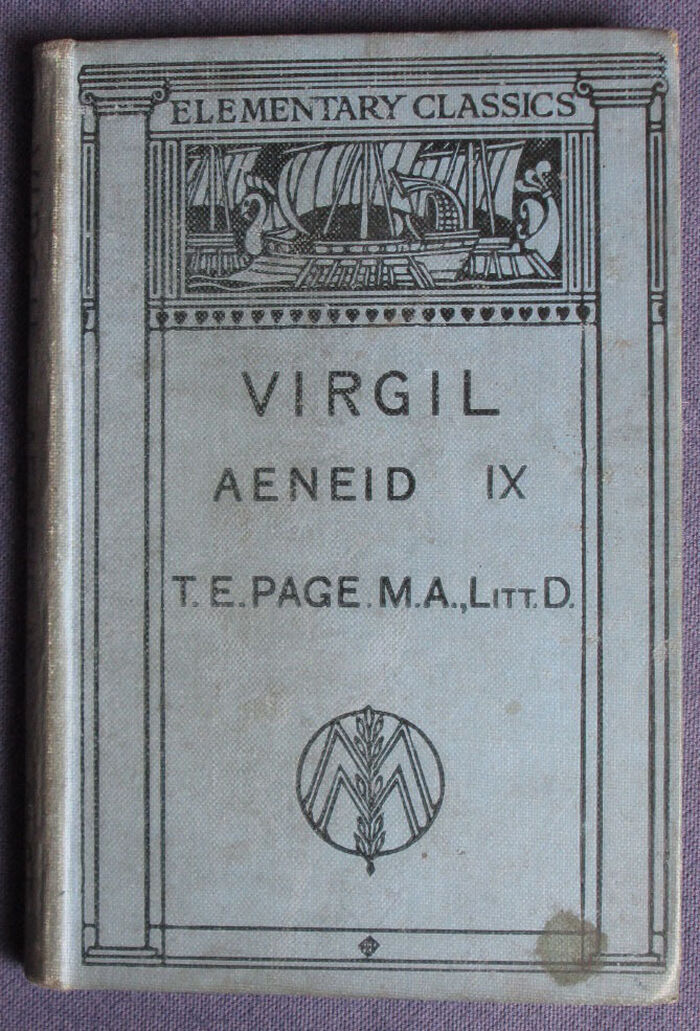 ELEMENTARY CLASSICS
VIRGIL
AENEID IX
T. E. PAGE. M.A., LITT. D.